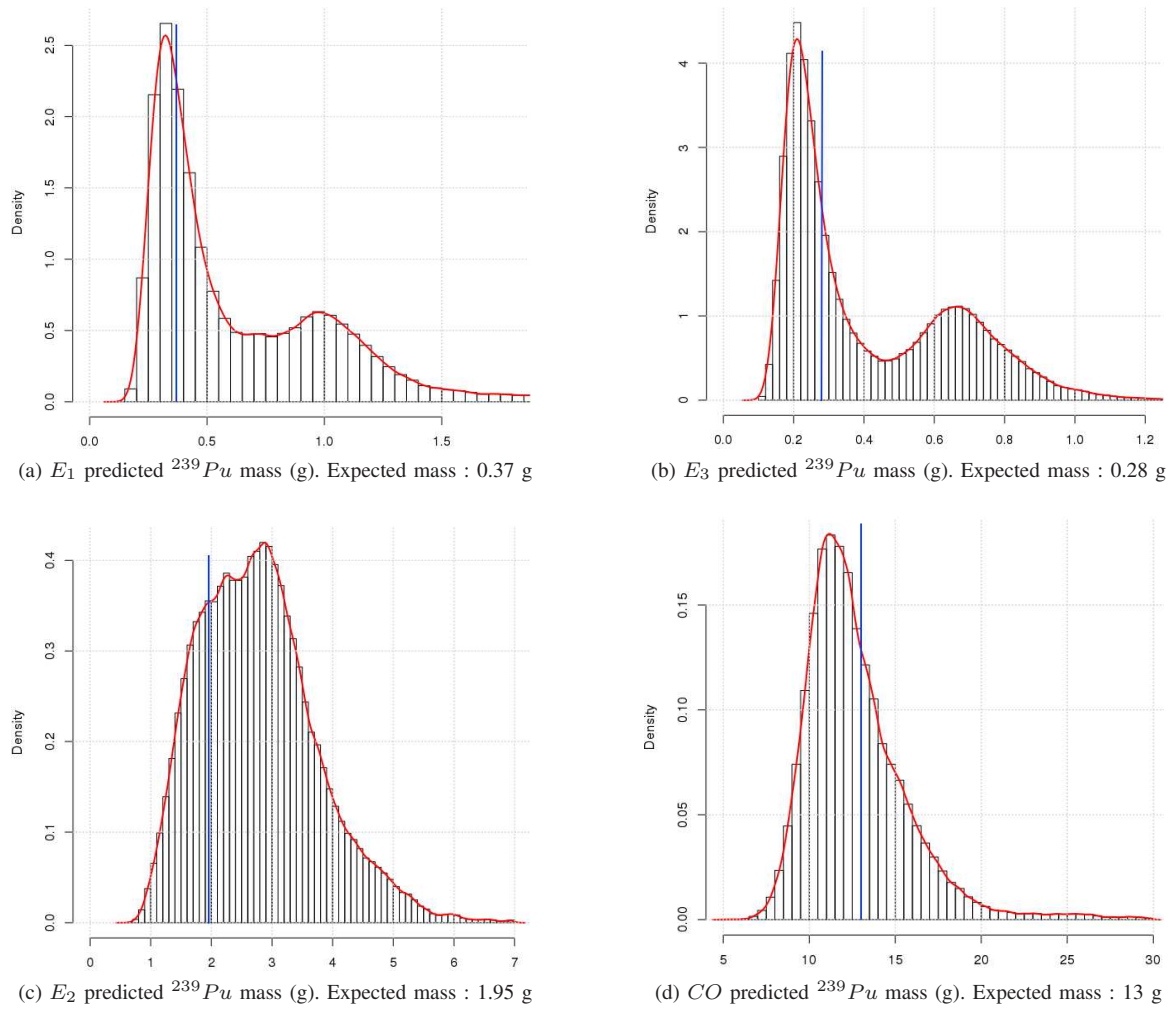 Density
0.0 0.5 1.0 1.5 2.0 2.5
0.0 0.5 1.0 1.5
(a) E₁ predicted ²³⁹Pu mass (g). Expected mass : 0.37 g
Density
0 1 2 3 4
0.0 0.2 0.4 0.6 0.8 1.0 1.2
(b) E₃ predicted ²³⁹Pu mass (g). Expected mass : 0.28 g
Density
0.0 0.1 0.2 0.3 0.4
0 1 2 3 4 5 6 7
(c) E₂ predicted ²³⁹Pu mass (g). Expected mass : 1.95 g
Density
0.00 0.05 0.10 0.15
5 10 15 20 25 30
(d) CO predicted ²³⁹Pu mass (g). Expected mass : 13 g